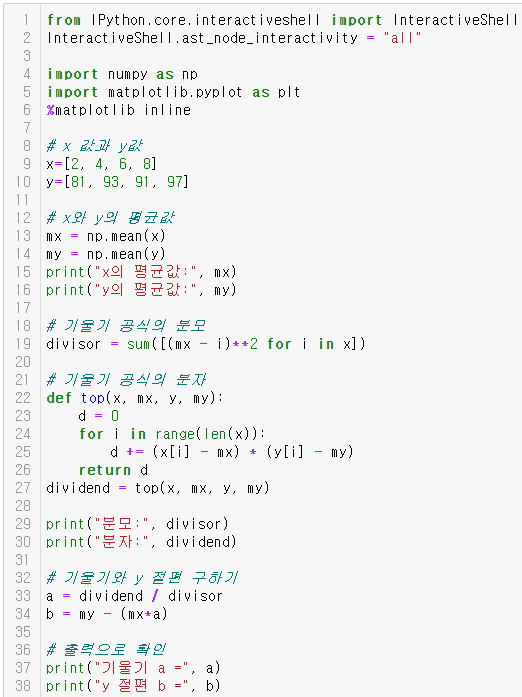 1 from IPython.core.interactiveshell import InteractiveShell
2 InteractiveShell.ast_node_interactivity = "all"
3
4 import numpy as np
5 import matplotlib.pyplot as plt
6 %matplotlib inline
7
8 # x 값과 y값
9 x=[2, 4, 6, 8]
10 y=[81, 93, 91, 97]
11
12 # x와 y의 평균값
13 mx = np.mean(x)
14 my = np.mean(y)
15 print("x의 평균값:", mx)
16 print("y의 평균값:", my)
17
18 # 기울기 공식의 분모
19 divisor = sum([(mx - i)**2 for i in x])
20
21 # 기울기 공식의 분자
22 def top(x, mx, y, my):
23     d = 0
24     for i in range(len(x)):
25         d += (x[i] - mx) * (y[i] - my)
26     return d
27 dividend = top(x, mx, y, my)
28
29 print("분모:", divisor)
30 print("분자:", dividend)
31
32 # 기울기와 y 절편 구하기
33 a = dividend / divisor
34 b = my - (mx*a)
35
36 # 출력으로 확인
37 print("기울기 a =", a)
38 print("y 절편 b =", b)